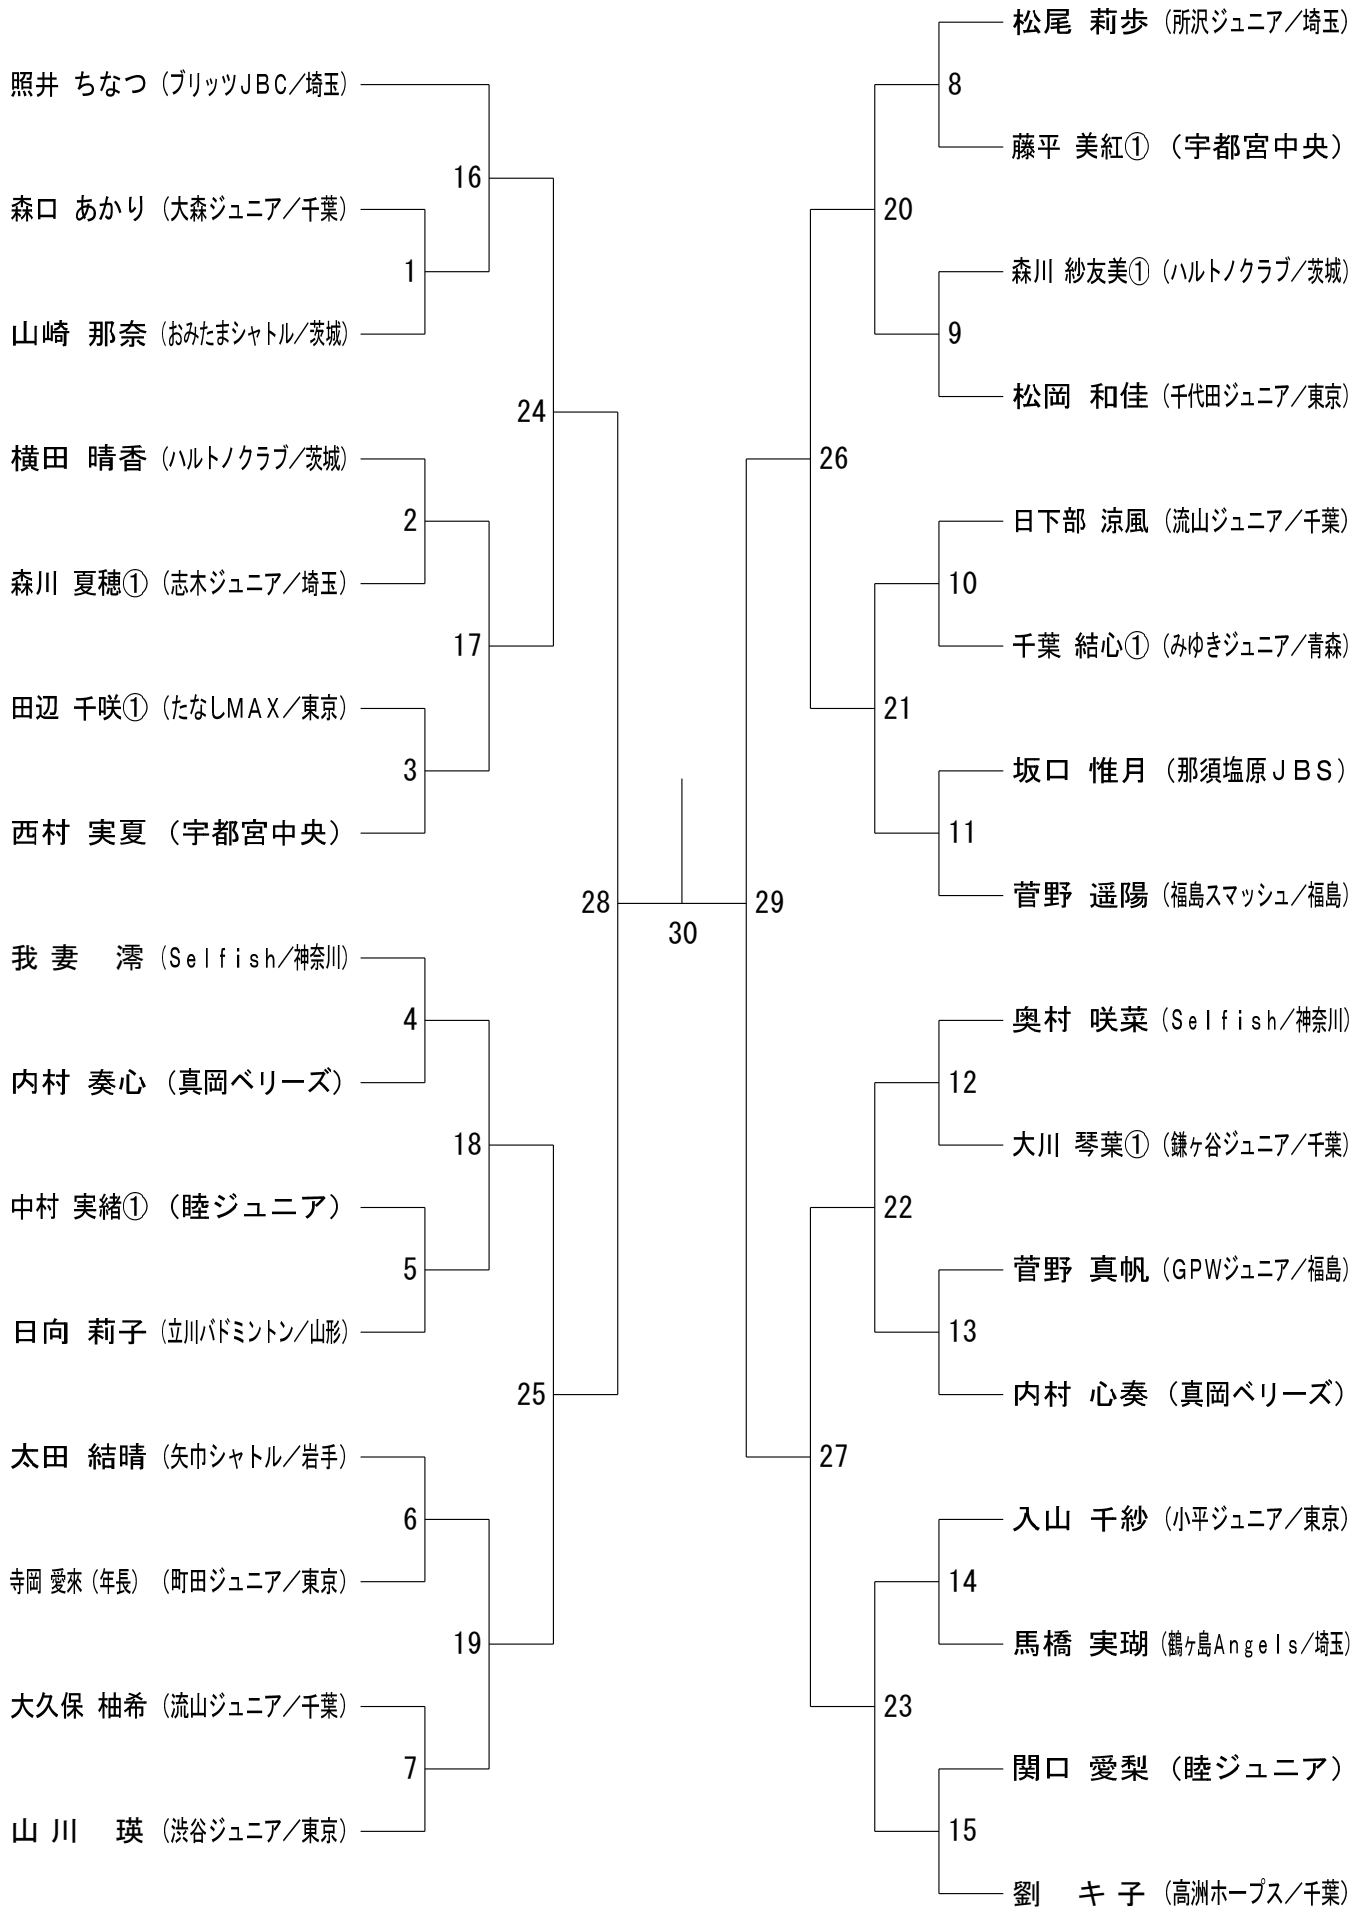 照井 ちなつ (ブリッツＪＢＣ／埼玉)
16
森口 あかり (大森ジュニア／千葉)
1
山崎 那奈 (おみたまシャトル／茨城)
24
横田 晴香 (ハルトノクラブ／茨城)
2
森川 夏穂① (志木ジュニア／埼玉)
17
田辺 千咲① (たなしＭＡＸ／東京)
3
西村 実夏 (宇都宮中央)
28
我妻 澪 (Ｓｅｌｆｉｓｈ／神奈川)
4
内村 奏心 (真岡ベリーズ)
18
中村 実緒① (睦ジュニア)
5
日向 莉子 (立川バドミントン／山形)
25
太田 結晴 (矢巾シャトル／岩手)
6
寺岡 愛來 (年長) (町田ジュニア／東京)
19
大久保 柚希 (流山ジュニア／千葉)
7
山川 瑛 (渋谷ジュニア／東京)
30
松尾 莉歩 (所沢ジュニア／埼玉)
8
藤平 美紅① (宇都宮中央)
20
森川 紗友美① (ハルトノクラブ／茨城)
9
松岡 和佳 (千代田ジュニア／東京)
26
日下部 涼風 (流山ジュニア／千葉)
10
千葉 結心① (みゆきジュニア／青森)
21
坂口 惟月 (那須塩原ＪＢＳ)
11
菅野 遥陽 (福島スマッシュ／福島)
29
奥村 咲菜 (Ｓｅｌｆｉｓｈ／神奈川)
12
大川 琴葉① (鎌ヶ谷ジュニア／千葉)
22
菅野 真帆 (ＧＰＷジュニア／福島)
13
内村 心奏 (真岡ベリーズ)
27
入山 千紗 (小平ジュニア／東京)
14
馬橋 実瑚 (鶴ヶ島Ａｎｇｅｌｓ／埼玉)
23
関口 愛梨 (睦ジュニア)
15
劉 キ子 (高洲ホープス／千葉)